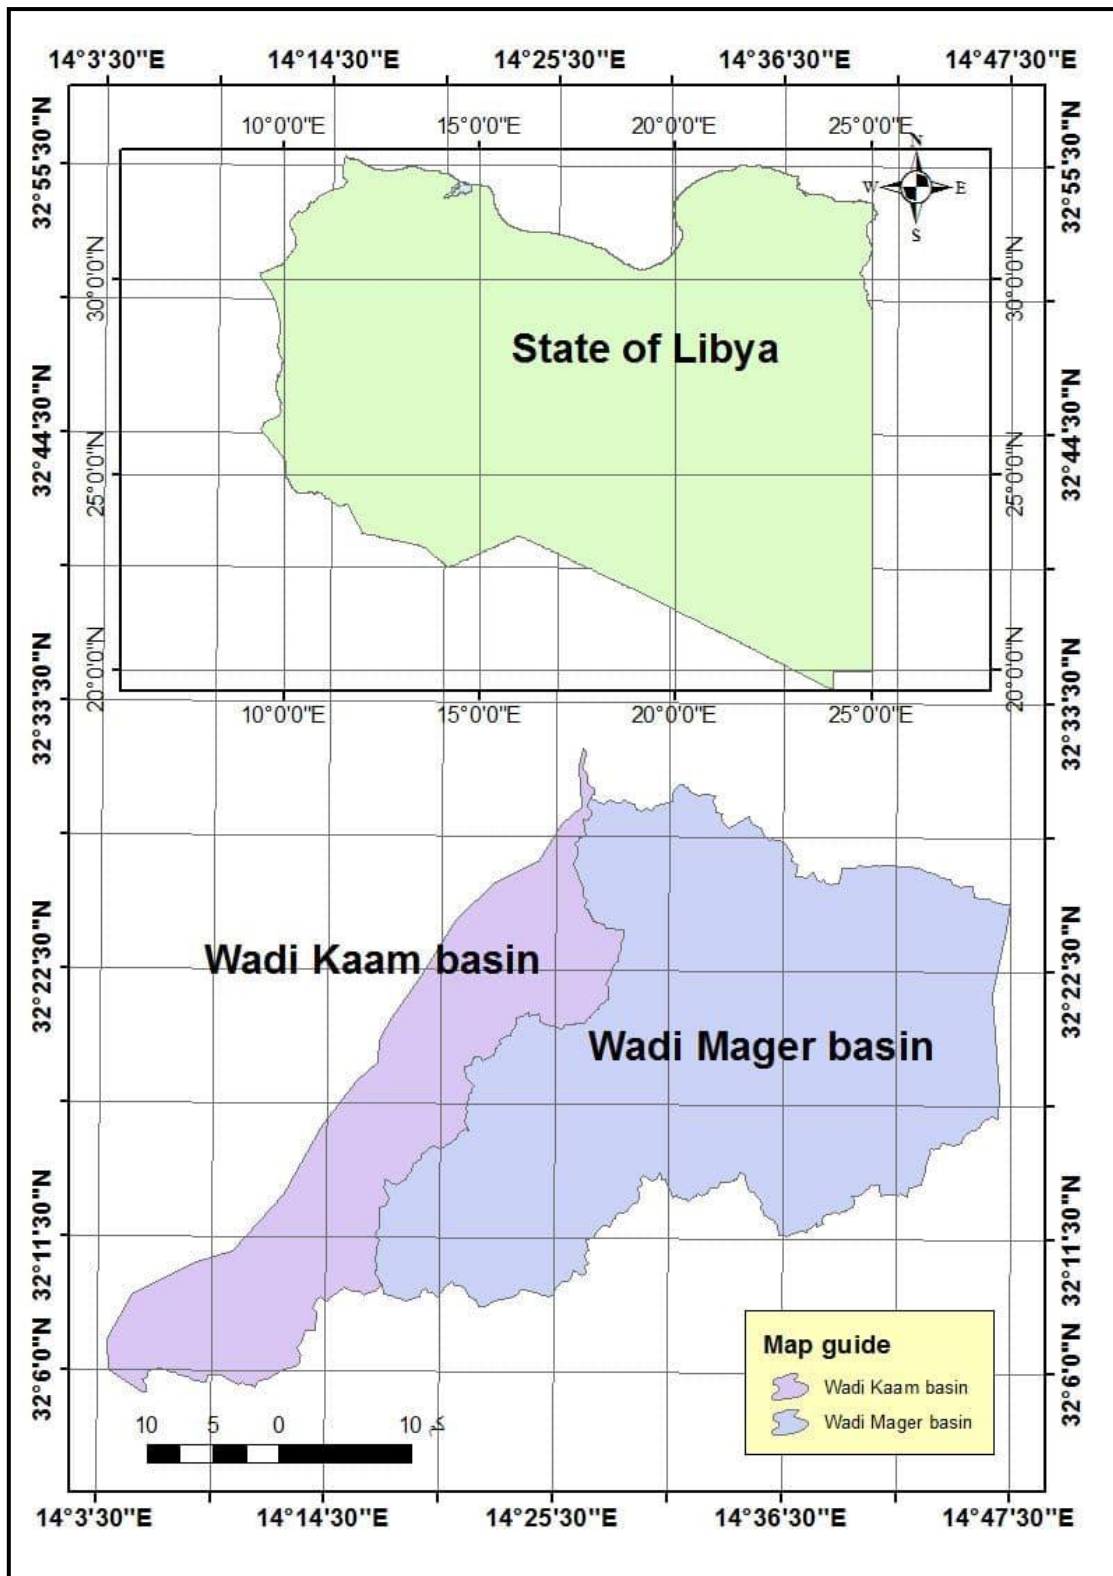 14°3'30"E 14°14'30"E 14°25'30"E 14°36'30"E 14°47'30"E
10°0'0"E 15°0'0"E 20°0'0"E 25°0'0"E
N
W E
S
32°55'30"N 32°55'30"N
30°0'0"N 30°0'0"N
State of Libya
32°44'30"N 32°44'30"N
25°0'0"N 25°0'0"N
20°0'0"N 20°0'0"N
32°33'30"N 32°33'30"N
10°0'0"E 15°0'0"E 20°0'0"E 25°0'0"E
Wadi Kaam basin
32°22'30"N 32°22'30"N
Wadi Mager basin
32°11'30"N 32°11'30"N
Map guide
Wadi Kaam basin
Wadi Mager basin
32°6'0"N 32°6'0"N
10 5 0 10
14°3'30"E 14°14'30"E 14°25'30"E 14°36'30"E 14°47'30"E